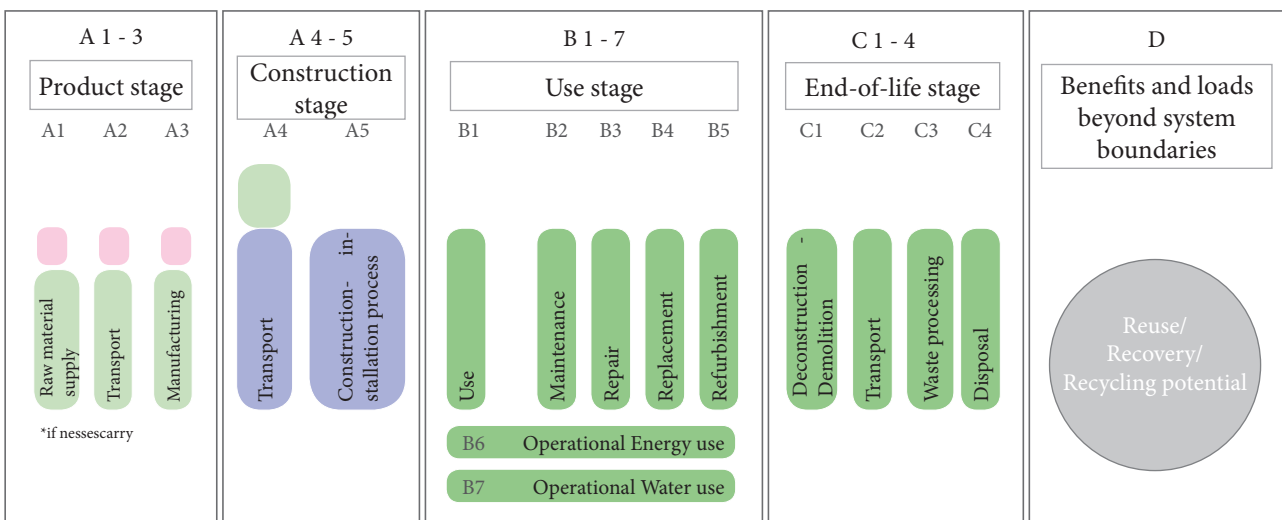 A 1 - 3
Product stage
A1 A2 A3
Raw material
supply
Transport
Manufacturing
*if nessescarry
A 4 - 5
Construction
stage
A4 A5
Transport
Construction- in-
stallation process
B 1 - 7
Use stage
B1 B2 B3 B4 B5
Use
Maintenance
Repair
Replacement
Refurbishment
B6 Operational Energy use
B7 Operational Water use
C 1 - 4
End-of-life stage
C1 C2 C3 C4
Deconstruction -
Demolition
Transport
Waste processing
Disposal
D
Benefits and loads
beyond system
boundaries
Reuse/
Recovery/
Recycling potential